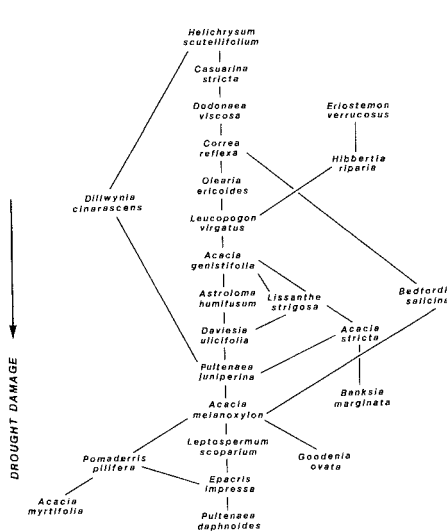 Helichrysum
scutellifolium
Casuarina
stricta
Dodonaea
viscosa
Eriostemon
verrucosus
Correa
reflexa
Hibbertia
riparia
Olearia
ericoides
Dillwynia
cinarascens
Leucopogon
virgatus
Acacia
genistifolia
Astroloma
humifusum
Lissanthe
strigosa
Bedfordi
salicina
Daviesia
ulicifolia
Acacia
stricta
Pultenaea
juniperina
Banksia
marginata
Acacia
melanoxylon
Leptospermum
scoparium
Pomaderris
pilifera
Goodenia
ovata
Epacris
impressa
Acacia
myrtifolia
Pultenaea
daphnoides
DROUGHT DAMAGE